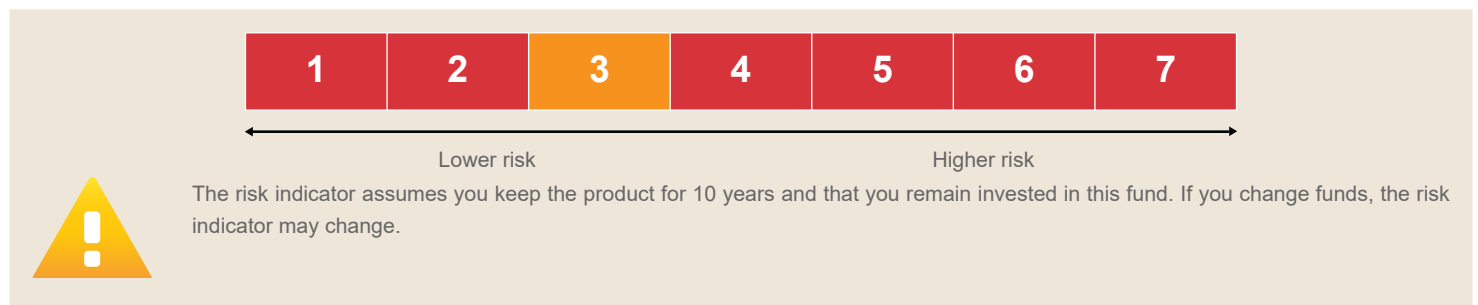 1 2 3 4 5 6 7
Lower risk Higher risk
The risk indicator assumes you keep the product for 10 years and that you remain invested in this fund. If you change funds, the risk
indicator may change.